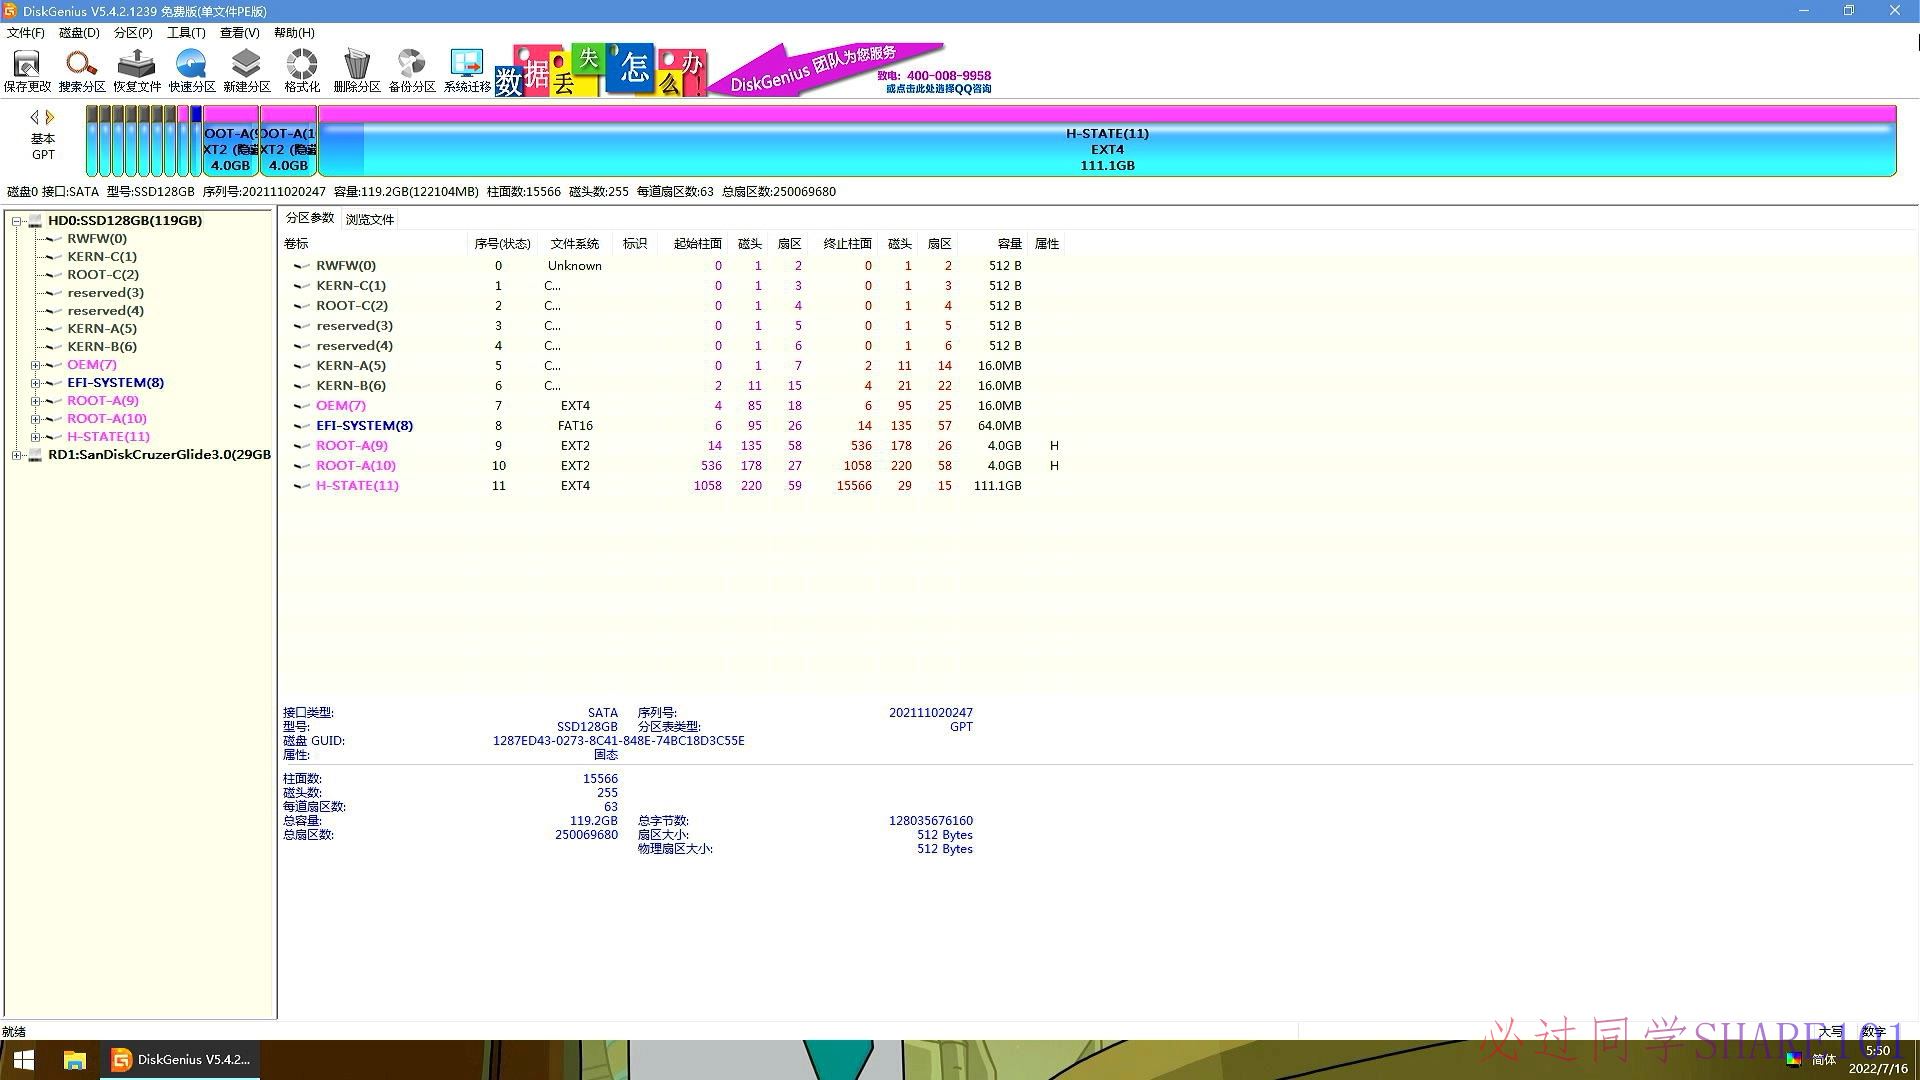 DiskGenius V5.4.2.1239 免费版(单文件PE版)
文件(F) 磁盘(D) 分区(P) 工具(T) 查看(V) 帮助(H)
保存更改 搜索分区 恢复文件 快速分区 新建分区 格式化 删除分区 备份分区 系统迁移
数据丢失怎么办!
DiskGenius 团队为您服务
致电: 400-008-9958
或点击此处选择QQ咨询
基本
GPT
OOT-A(9
XT2 (隐藏
4.0GB
OOT-A(1
XT2 (隐藏
4.0GB
H-STATE(11)
EXT4
111.1GB
磁盘0 接口:SATA 型号:SSD128GB 序列号:202111020247 容量:119.2GB(122104MB) 柱面数:15566 磁头数:255 每道扇区数:63 总扇区数:250069680
HD0:SSD128GB(119GB)
RWFW(0)
KERN-C(1)
ROOT-C(2)
reserved(3)
reserved(4)
KERN-A(5)
KERN-B(6)
OEM(7)
EFI-SYSTEM(8)
ROOT-A(9)
ROOT-A(10)
H-STATE(11)
RD1:SanDiskCruzerGlide3.0(29GB
分区参数 浏览文件
卷标 序号(状态) 文件系统 标识 起始柱面 磁头 扇区 终止柱面 磁头 扇区 容量 属性
RWFW(0) 0 Unknown 0 1 2 0 1 2 512 B
KERN-C(1) 1 C... 0 1 3 0 1 3 512 B
ROOT-C(2) 2 C... 0 1 4 0 1 4 512 B
reserved(3) 3 C... 0 1 5 0 1 5 512 B
reserved(4) 4 C... 0 1 6 0 1 6 512 B
KERN-A(5) 5 C... 0 1 7 2 11 14 16.0MB
KERN-B(6) 6 C... 2 11 15 4 21 22 16.0MB
OEM(7) 7 EXT4 4 85 18 6 95 25 16.0MB
EFI-SYSTEM(8) 8 FAT16 6 95 26 14 135 57 64.0MB
ROOT-A(9) 9 EXT2 14 135 58 536 178 26 4.0GB H
ROOT-A(10) 10 EXT2 536 178 27 1058 220 58 4.0GB H
H-STATE(11) 11 EXT4 1058 220 59 15566 29 15 111.1GB
接口类型: SATA 序列号: 202111020247
型号: SSD128GB 分区表类型: GPT
磁盘 GUID: 1287ED43-0273-8C41-848E-74BC18D3C55E
属性: 固态
柱面数: 15566
磁头数: 255
每道扇区数: 63
总容量: 119.2GB 总字节数: 128035676160
总扇区数: 250069680 扇区大小: 512 Bytes
物理扇区大小: 512 Bytes
就绪
大写 数字
必过同学SHARE101
DiskGenius V5.4.2...
简体
5:50
2022/7/16